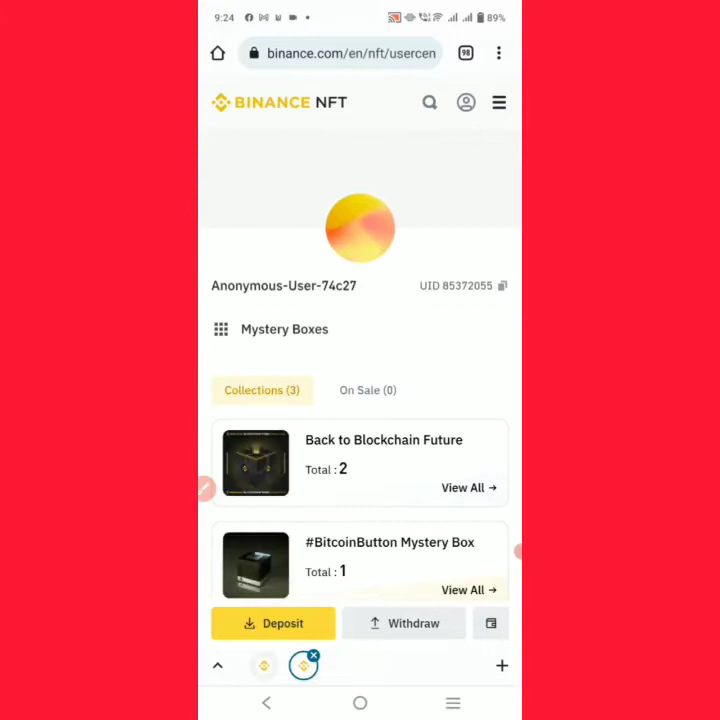 9:24
89%
98
binance.com/en/nft/usercen
BINANCE NFT
Anonymous-User-74c27
UID 85372055
Mystery Boxes
Collections (3)
On Sale (0)
Back to Blockchain Future
Total : 2
View All →
#BitcoinButton Mystery Box
Total : 1
View All →
Deposit
Withdraw